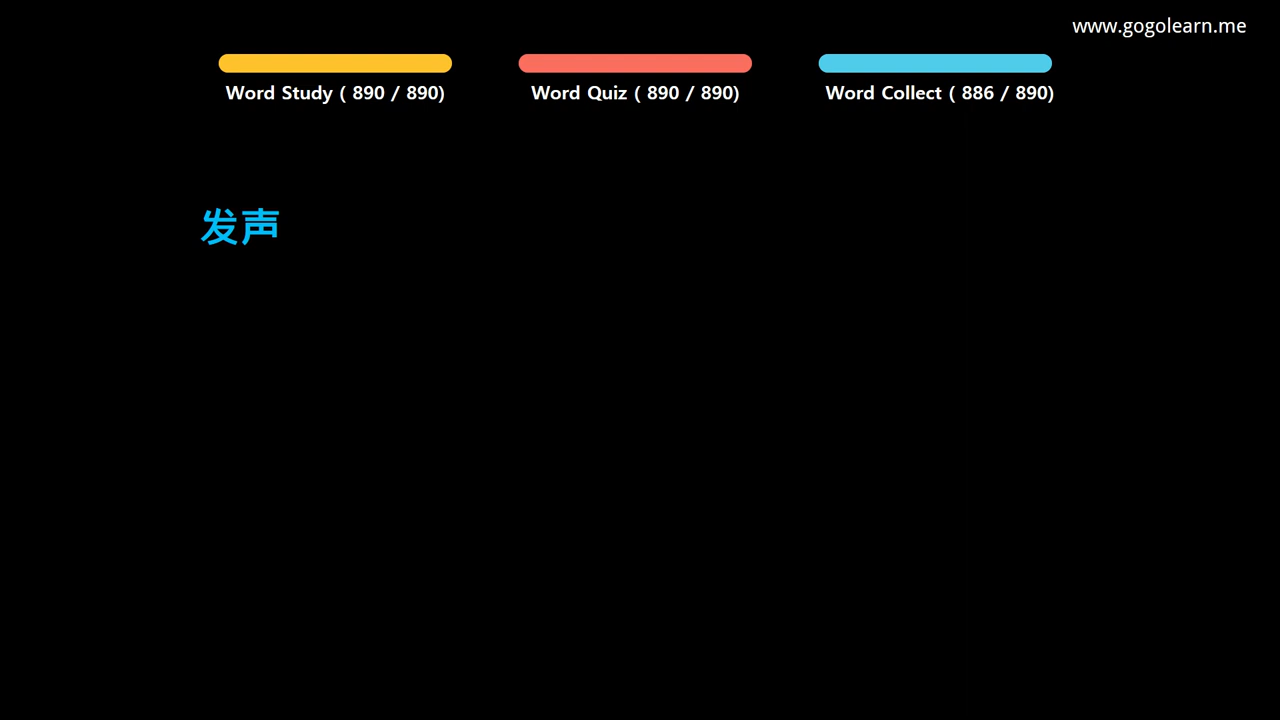 www.gogolearn.me
Word Study ( 890 / 890)
Word Quiz ( 890 / 890)
Word Collect ( 886 / 890)
发声